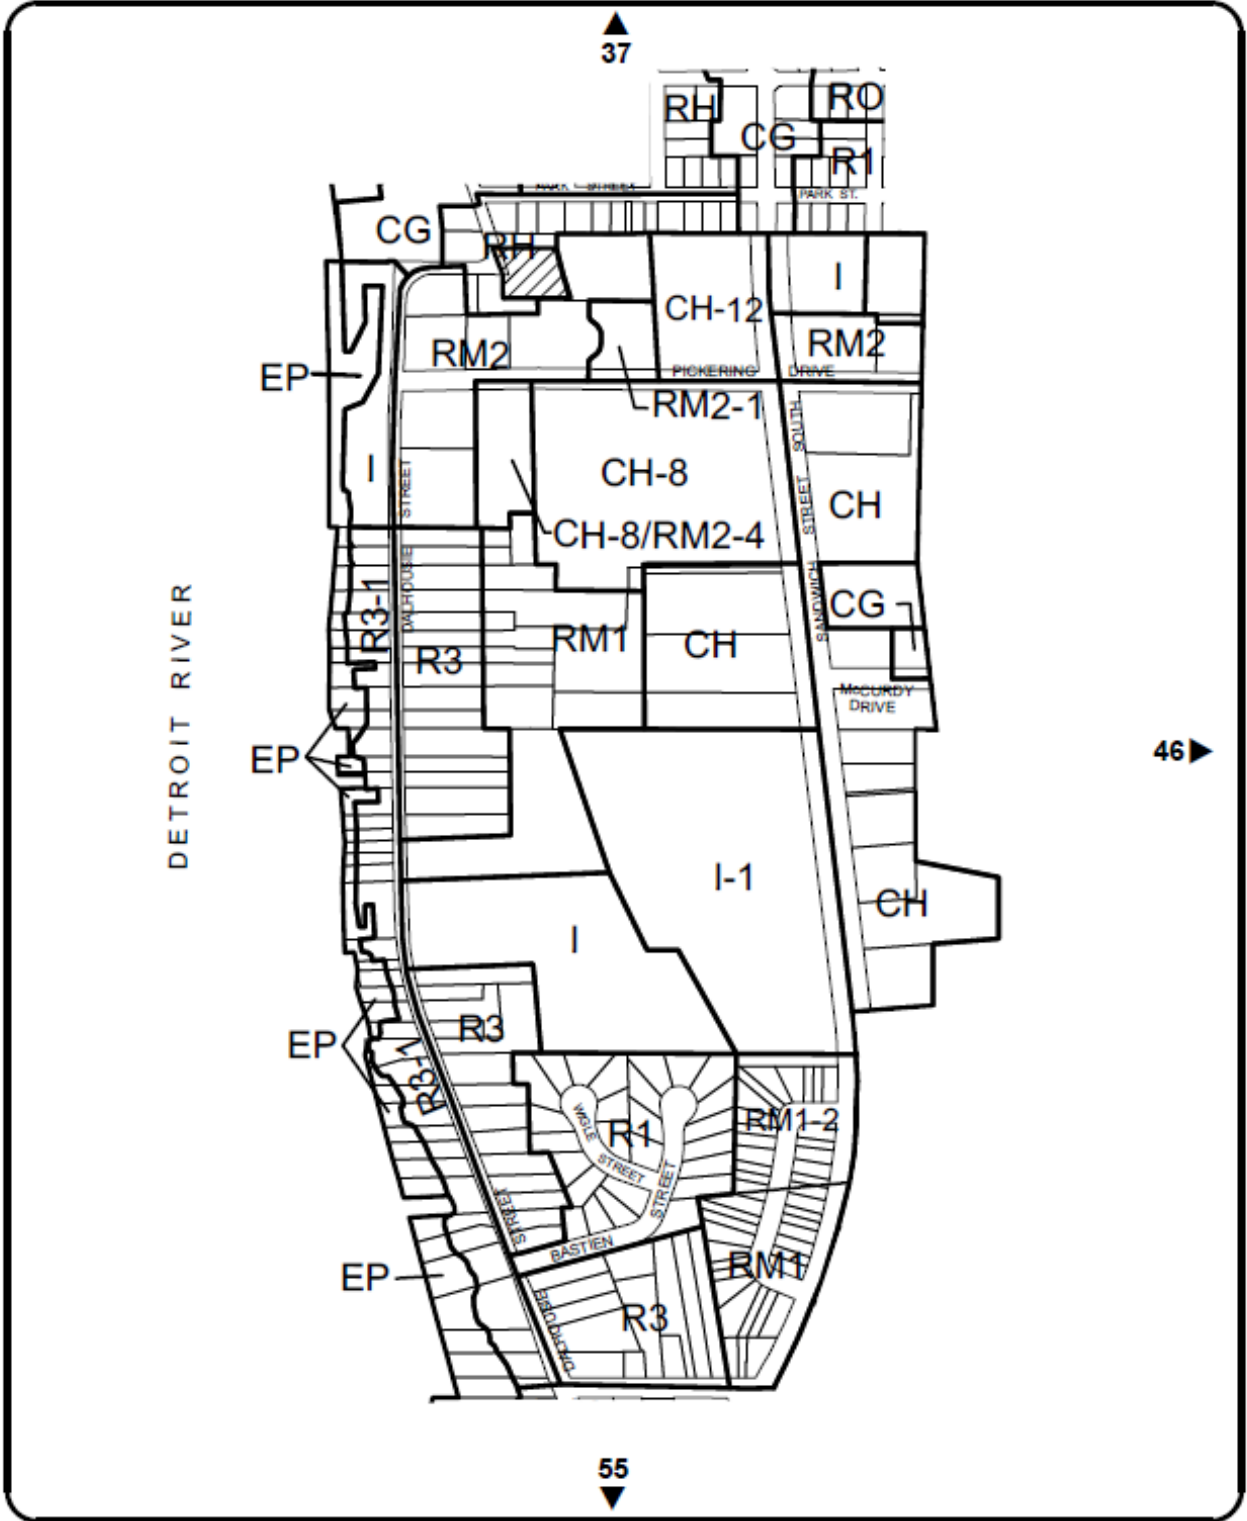 37
RH
RO
CG
R1
PARK STREET
PARK ST.
CG
RH
I
CH-12
RM2
RM2
EP
PICKERING DRIVE
RM2-1
I
CH-8
CH
CH-8/RM2-4
STREET
DALHOUSIE
SANDWICH STREET SOUTH
DETROIT RIVER
R3-1
CG
RM1
CH
R3
McCURDY
DRIVE
EP
46
I-1
CH
I
R3
EP
R3-1
RM1-2
WIGLE
STREET
R1
STREET
BASTIEN
STREET
DALHOUSIE
EP
RM1
R3
55